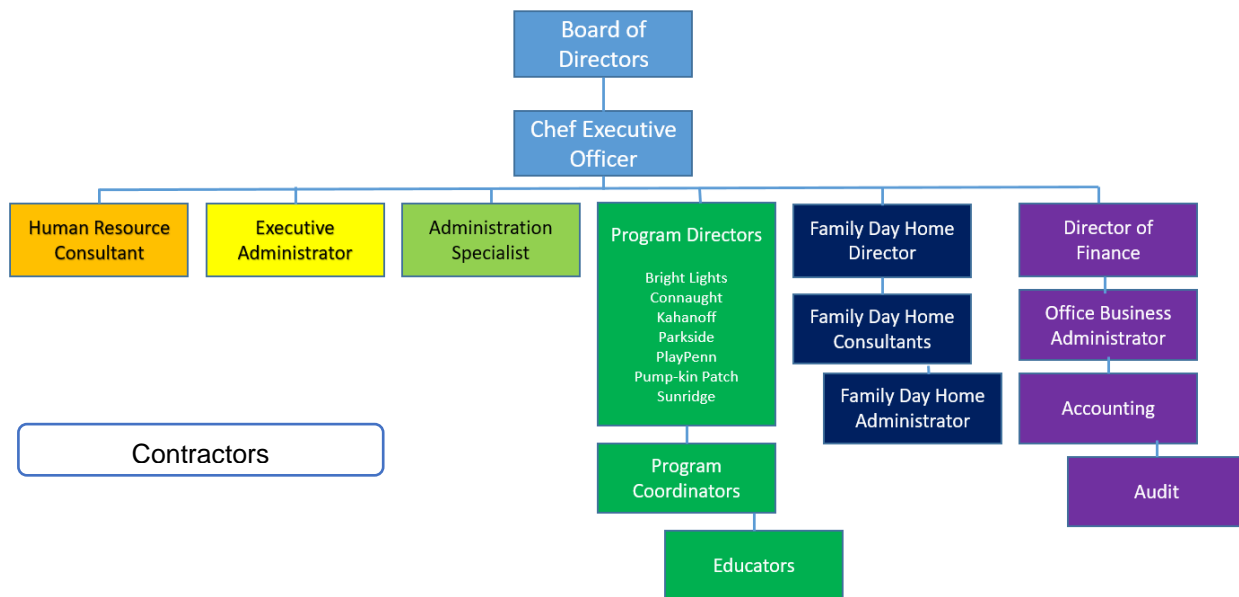 Board of
Directors
Chef Executive
Officer
Human Resource
Consultant
Executive
Administrator
Administration
Specialist
Program Directors
Bright Lights
Connaught
Kahanoff
Parkside
PlayPenn
Pump-kin Patch
Sunridge
Program
Coordinators
Educators
Family Day Home
Director
Family Day Home
Consultants
Family Day Home
Administrator
Director of
Finance
Office Business
Administrator
Accounting
Audit
Contractors